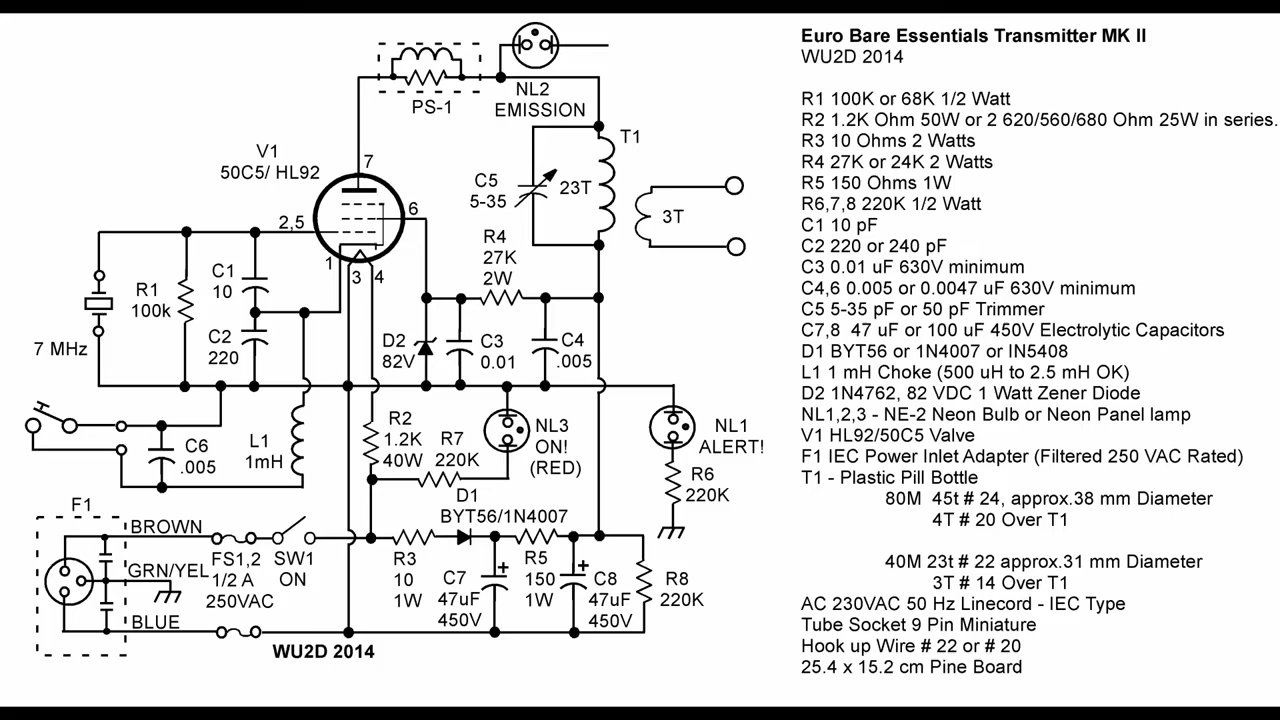 NL2
EMISSION
PS-1
T1
V1
50C5/ HL92
7
C5
5-35
23T
3T
6
2,5
R4
27K
2W
1
3
4
C1
10
R1
100k
C2
220
7 MHz
D2
82V
C3
0.01
C4
.005
C6
.005
L1
1mH
R2
1.2K
40W
R7
220K
NL3
ON!
(RED)
NL1
ALERT!
R6
220K
F1
BROWN
GRN/YEL
BLUE
FS1,2
1/2 A
250VAC
SW1
ON
D1
BYT56/1N4007
R3
10
1W
C7
47uF
450V
+
R5
150
1W
+
C8
47uF
450V
R8
220K
WU2D 2014
Euro Bare Essentials Transmitter MK II
WU2D 2014
R1 100K or 68K 1/2 Watt
R2 1.2K Ohm 50W or 2 620/560/680 Ohm 25W in series.
R3 10 Ohms 2 Watts
R4 27K or 24K 2 Watts
R5 150 Ohms 1W
R6,7,8 220K 1/2 Watt
C1 10 pF
C2 220 or 240 pF
C3 0.01 uF 630V minimum
C4,6 0.005 or 0.0047 uF 630V minimum
C5 5-35 pF or 50 pF Trimmer
C7,8 47 uF or 100 uF 450V Electrolytic Capacitors
D1 BYT56 or 1N4007 or IN5408
L1 1 mH Choke (500 uH to 2.5 mH OK)
D2 1N4762, 82 VDC 1 Watt Zener Diode
NL1,2,3 - NE-2 Neon Bulb or Neon Panel lamp
V1 HL92/50C5 Valve
F1 IEC Power Inlet Adapter (Filtered 250 VAC Rated)
T1 - Plastic Pill Bottle
80M 45t # 24, approx.38 mm Diameter
4T # 20 Over T1
40M 23t # 22 approx.31 mm Diameter
3T # 14 Over T1
AC 230VAC 50 Hz Linecord - IEC Type
Tube Socket 9 Pin Miniature
Hook up Wire # 22 or # 20
25.4 x 15.2 cm Pine Board